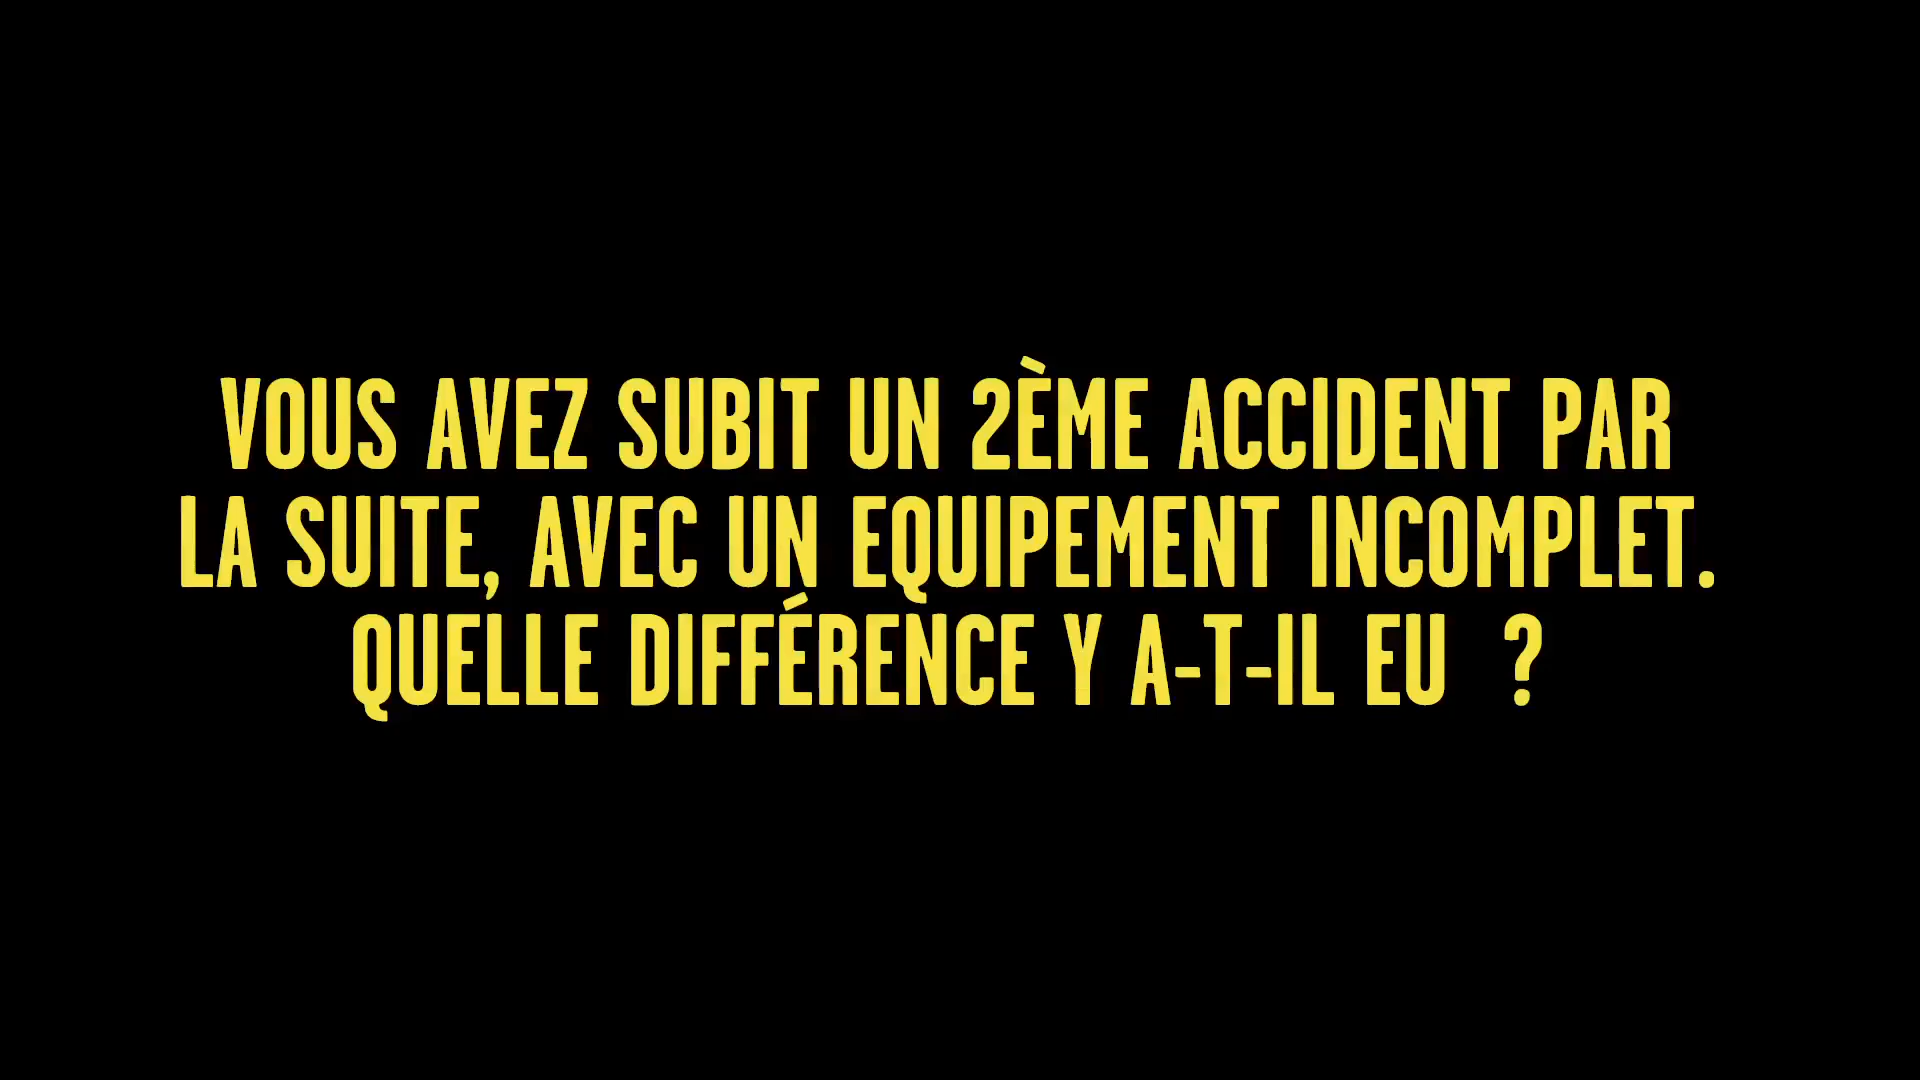 VOUS AVEZ SUBIT UN 2ÈME ACCIDENT PAR
LA SUITE, AVEC UN EQUIPEMENT INCOMPLET.
QUELLE DIFFÉRENCE Y A-T-IL EU  ?